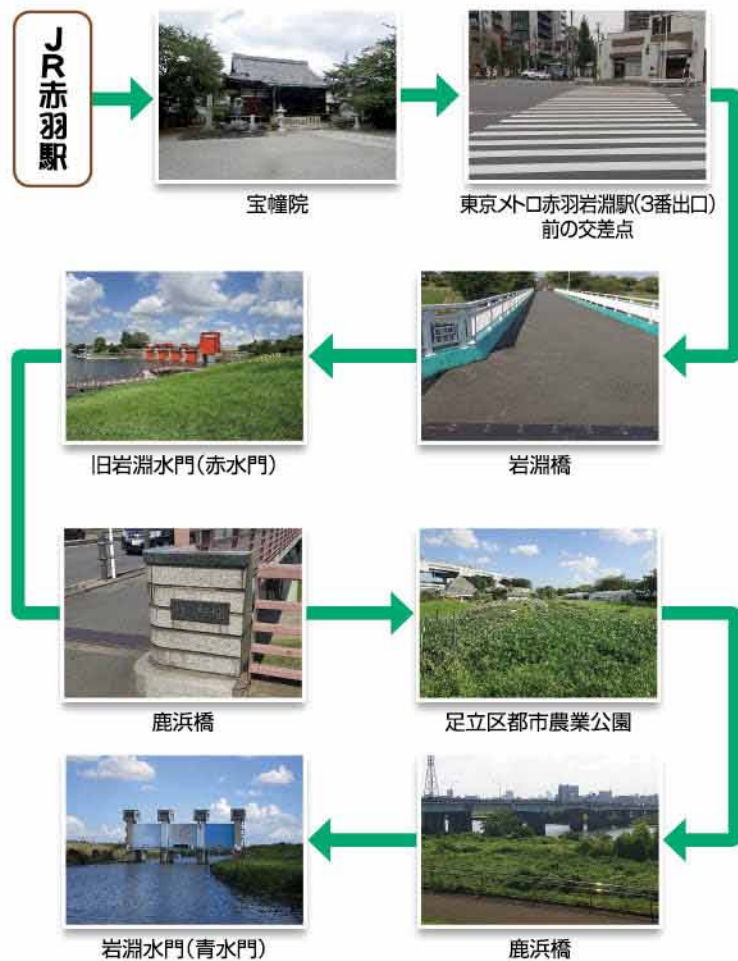 JR赤羽駅
宝幢院
東京メトロ赤羽岩淵駅(3番出口)
前の交差点
岩淵橋
旧岩淵水門(赤水門)
鹿浜橋
足立区都市農業公園
鹿浜橋
岩淵水門(青水門)